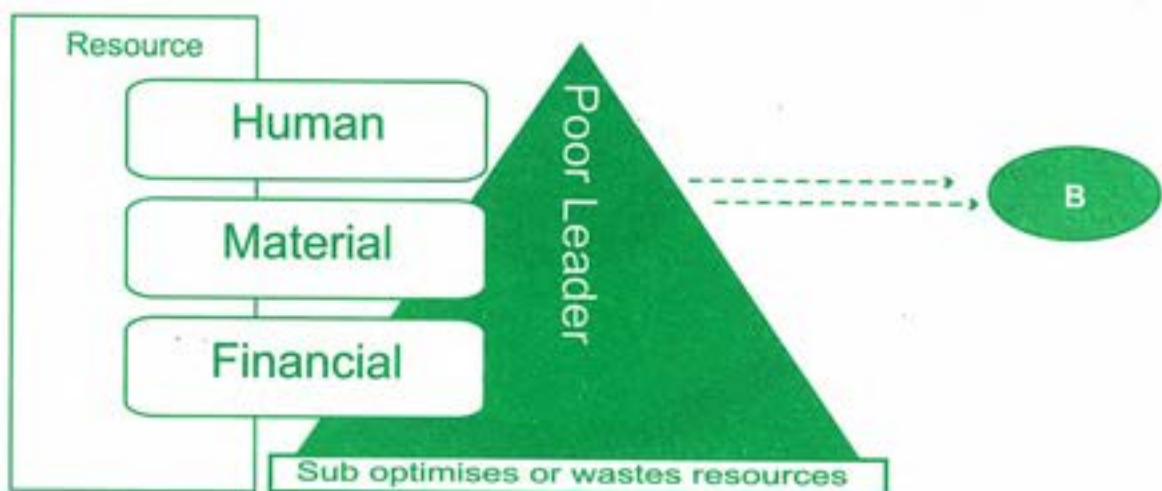 Resource
Human
Material
Financial
Poor Leader
B
Sub optimises or wastes resources